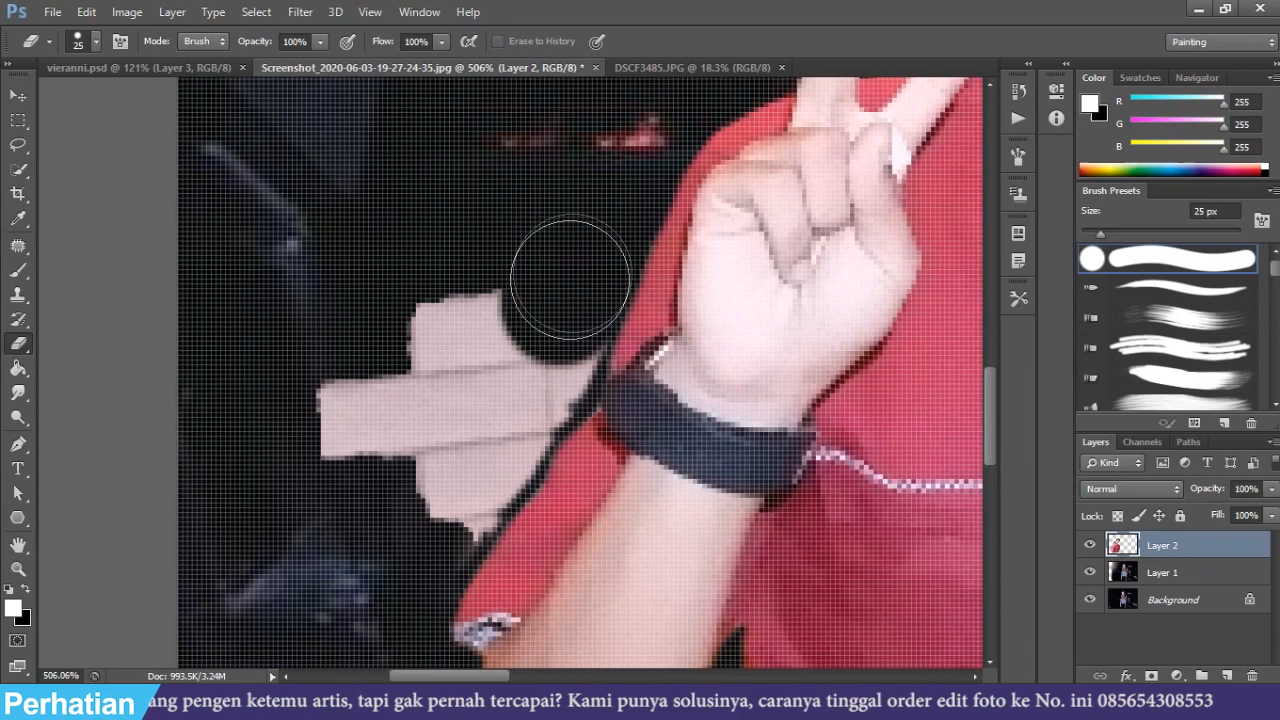 Ps File Edit Image Layer Type Select Filter 3D View Window Help
25 Mode: Brush Opacity: 100% Flow: 100% Erase to History Painting
vieranni.psd @ 121% (Layer 3, RGB/8) × Screenshot_2020-06-03-19-27-24-35.jpg @ 506% (Layer 2, RGB/8) * × DSCF3485.JPG @ 18.3% (RGB/8) ×
Color Swatches Navigator
R 255
G 255
B 255
Brush Presets
Size: 25 px
Layers Channels Paths
Kind
Normal Opacity: 100%
Lock: Fill: 100%
Layer 2
Layer 1
Background
506.06% Doc: 993.5K/3.24M
Perhatian ang pengen ketemu artis, tapi gak pernah tercapai? Kami punya solusinya, caranya tinggal order edit foto ke No. ini 085654308553